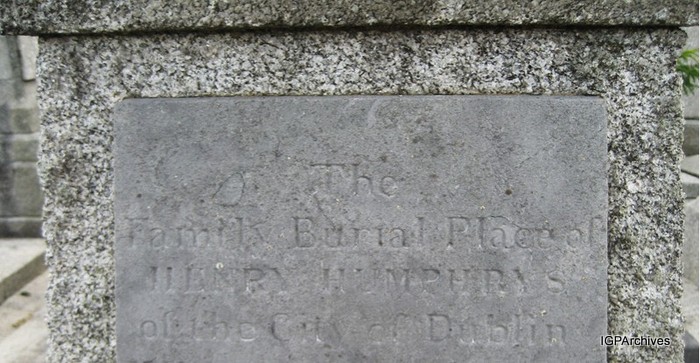 The
Family Burial Place of
HENRY HUMPHRYS
of the City of Dublin
IGPArchives